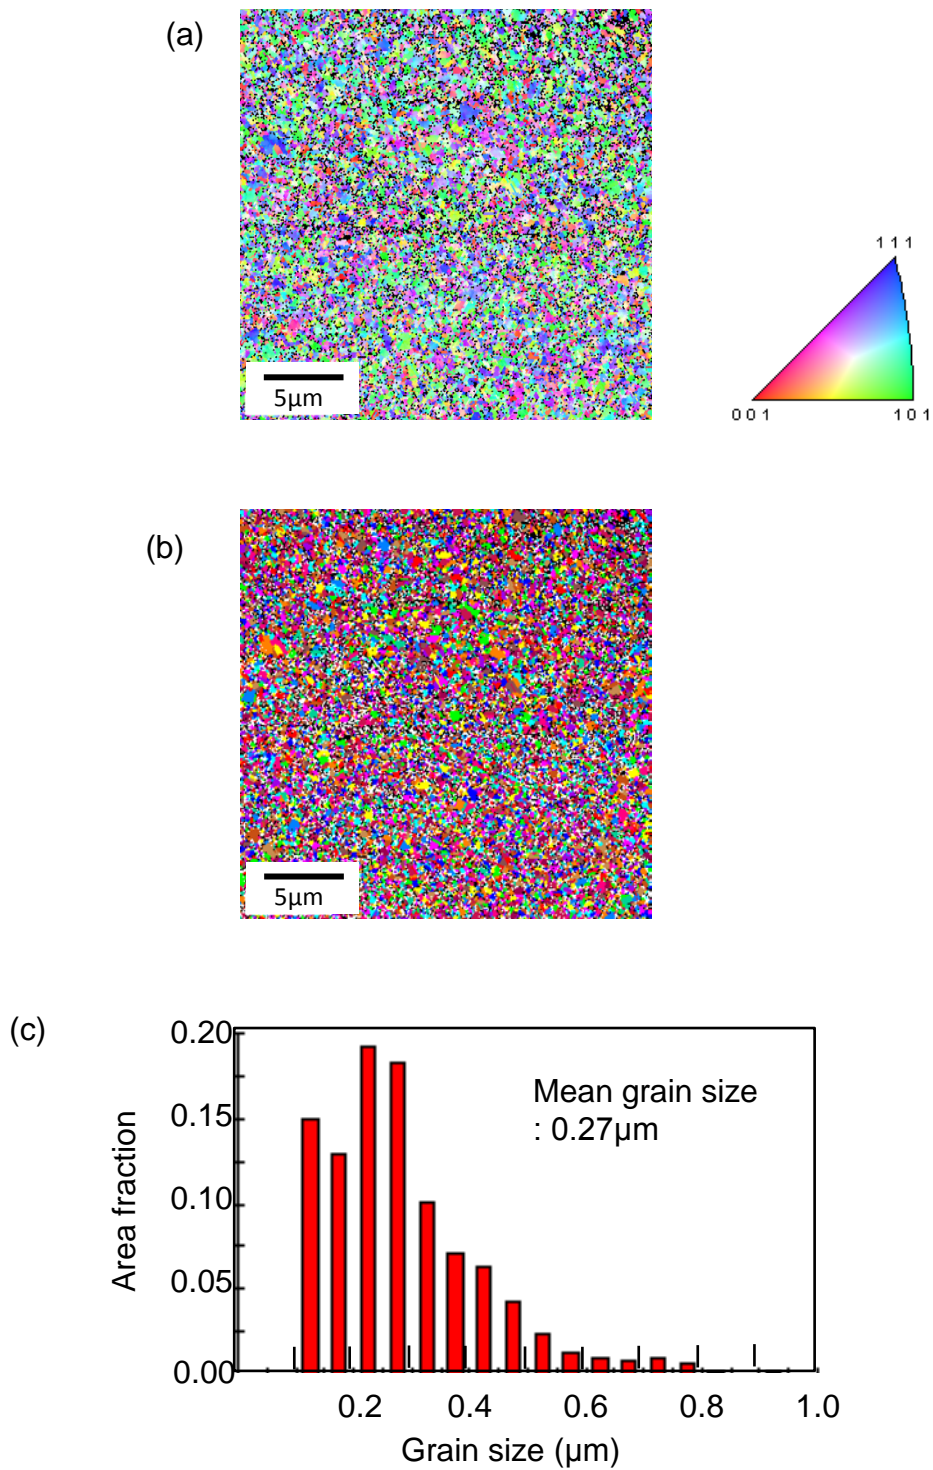 (a)
1 1 1
0 0 1
1 0 1
5μm
(b)
5μm
(c)
0.20
Mean grain size
: 0.27μm
0.15
Area fraction
0.10
0.05
0.00
0.2
0.4
0.6
0.8
1.0
Grain size (μm)